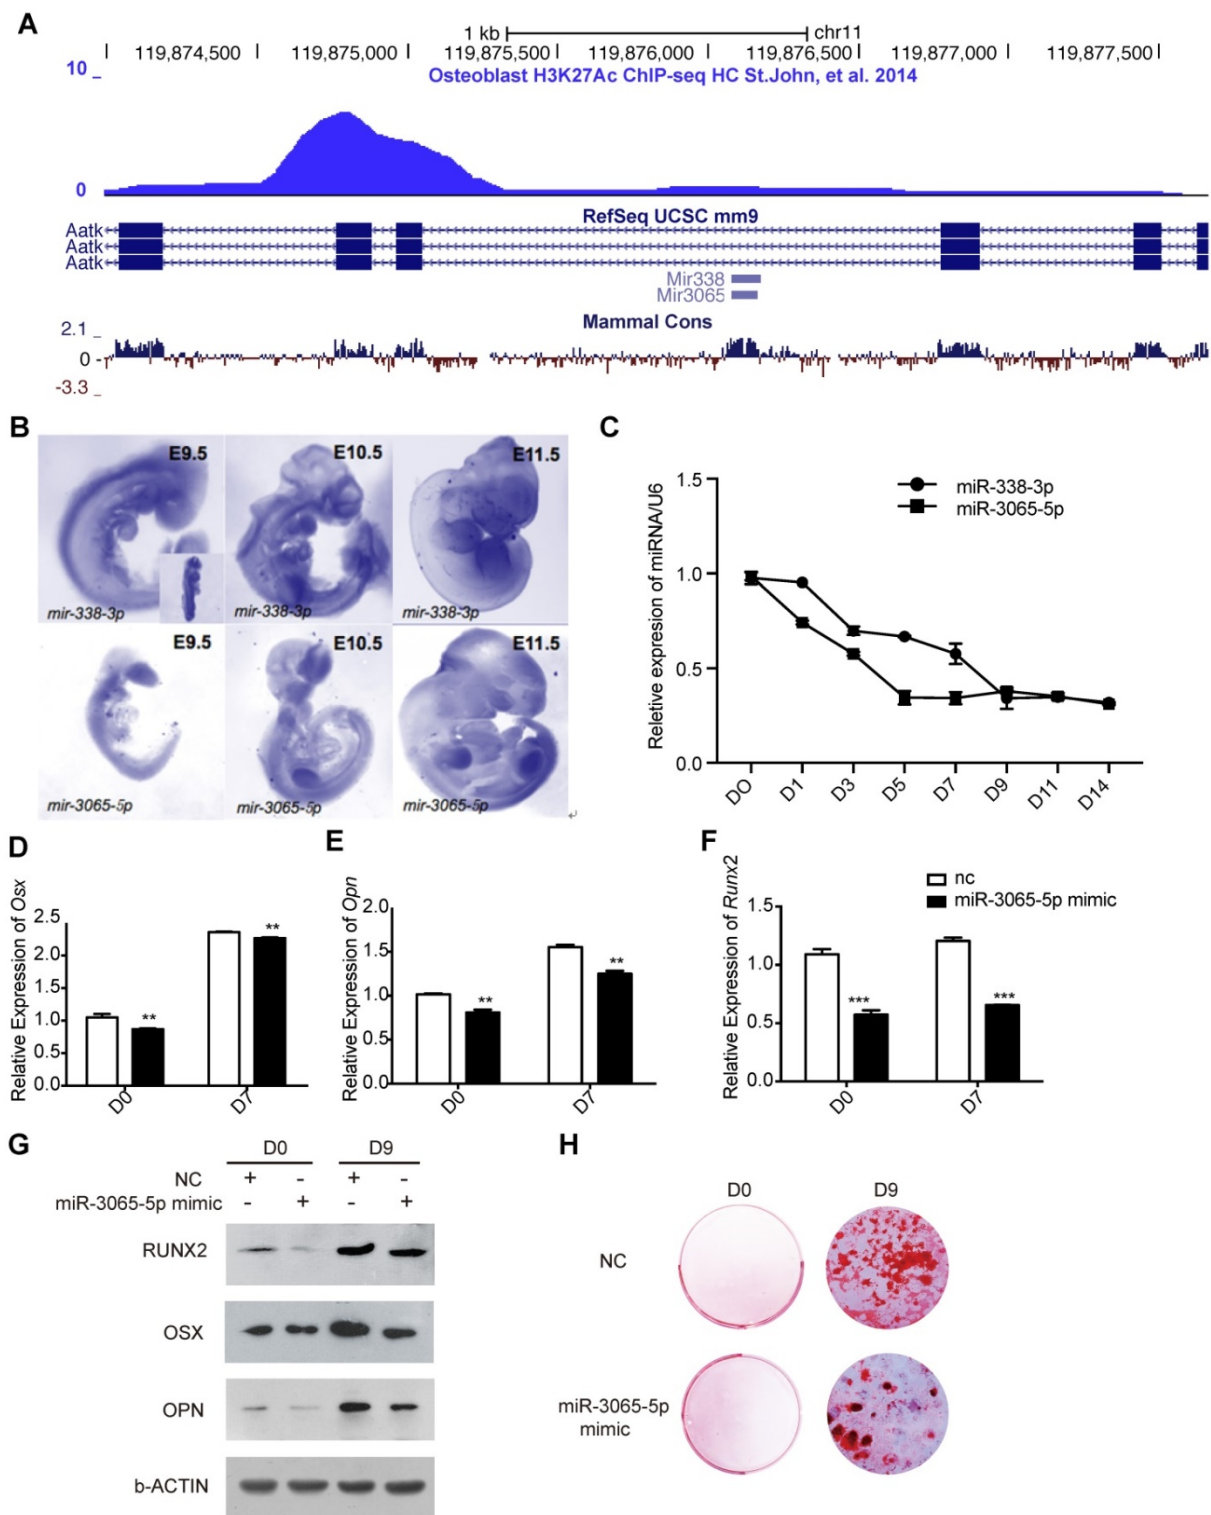 A
1 kb chr11
119,874,500 119,875,000 119,875,500 119,876,000 119,876,500 119,877,000 119,877,500
10
Osteoblast H3K27Ac ChIP-seq HC St.John, et al. 2014
0
RefSeq UCSC mm9
Aatk
Aatk
Aatk
Mir338
Mir3065
Mammal Cons
2.1
0
-3.3
B
E9.5 E10.5 E11.5
mir-338-3p mir-338-3p mir-338-3p
E9.5 E10.5 E11.5
mir-3065-5p mir-3065-5p mir-3065-5p
C
Reletive expresion of miRNA/U6
1.5
1.0
0.5
0.0
miR-338-3p
miR-3065-5p
D0 D1 D3 D5 D7 D9 D11 D14
D
Relative Expression of Osx
2.5
2.0
1.5
1.0
0.5
0.0
** **
D0 D7
E
Relative Expression of Opn
2.0
1.5
1.0
0.5
0.0
** **
D0 D7
F
Relative Expression of Runx2
nc
miR-3065-5p mimic
1.5
1.0
0.5
0.0
*** ***
D0 D7
G
D0 D9
NC + - + -
miR-3065-5p mimic - + - +
RUNX2
OSX
OPN
b-ACTIN
H
D0 D9
NC
miR-3065-5p
mimic